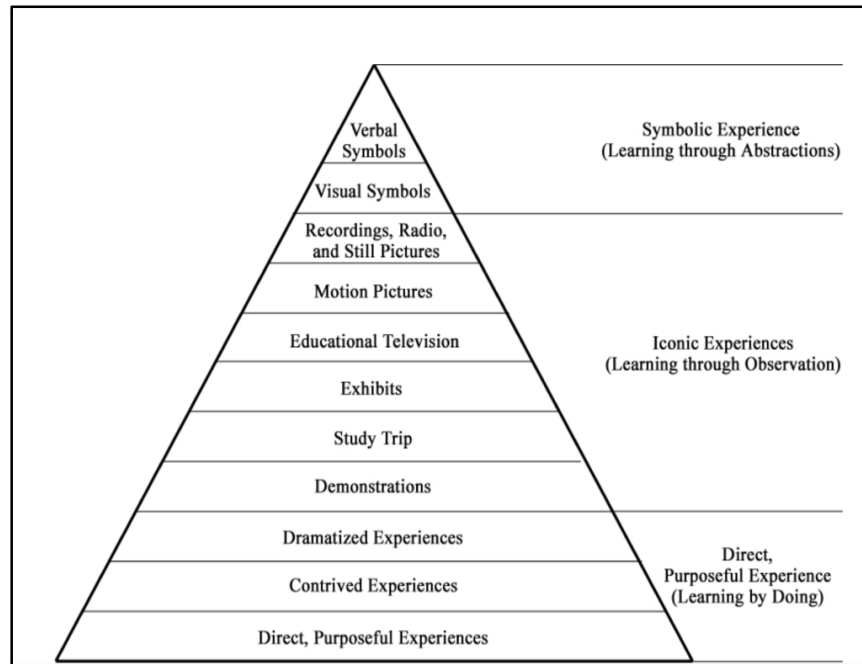 Verbal
Symbols
Visual Symbols
Recordings, Radio,
and Still Pictures
Motion Pictures
Educational Television
Exhibits
Study Trip
Demonstrations
Dramatized Experiences
Contrived Experiences
Direct, Purposeful Experiences
Symbolic Experience
(Learning through Abstractions)
Iconic Experiences
(Learning through Observation)
Direct,
Purposeful Experience
(Learning by Doing)